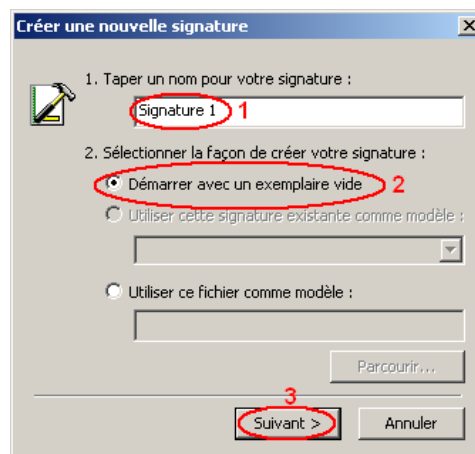 Créer une nouvelle signature
1. Taper un nom pour votre signature :
Signature 1 1
2. Sélectionner la façon de créer votre signature :
Démarrer avec un exemplaire vide 2
Utiliser cette signature existante comme modèle :
Utiliser ce fichier comme modèle :
Parcourir...
3
Suivant > Annuler